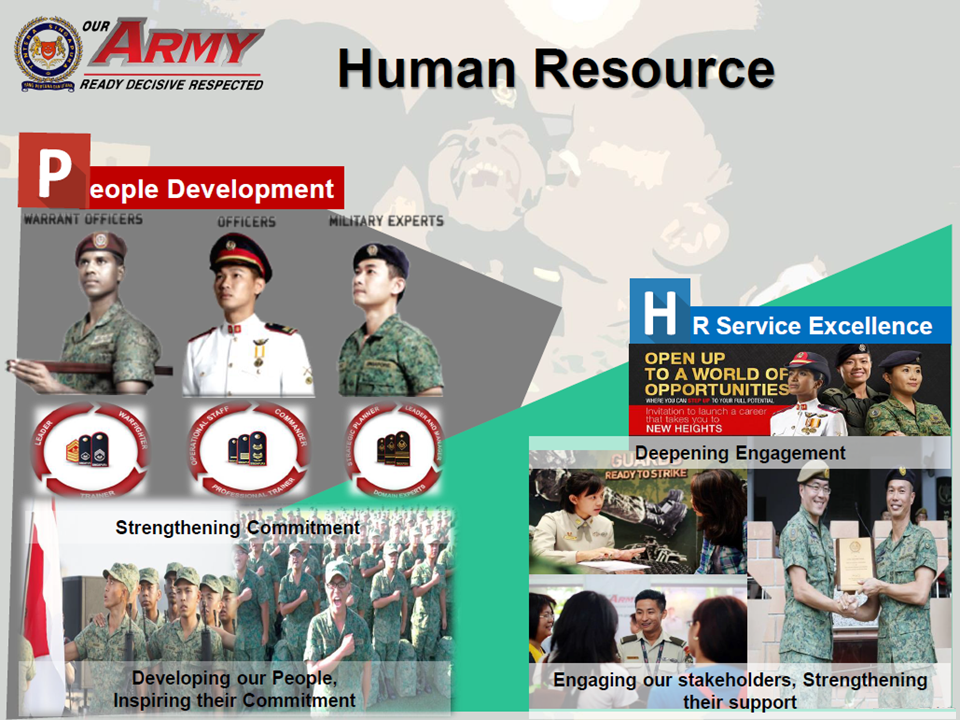 OUR
ARMY
READY DECISIVE RESPECTED
Human Resource
People Development
WARRANT OFFICERS
OFFICERS
MILITARY EXPERTS
LEADER
WARFIGHTER
TRAINER
OPERATIONAL STAFF
COMMANDER
PROFESSIONAL TRAINER
STRATEGIC PLANNER
LEADER AND
DOMAIN EXPERTS
Strengthening Commitment
Developing our People,
Inspiring their Commitment
HR Service Excellence
OPEN UP
TO A WORLD OF
OPPORTUNITIES
WHERE YOU CAN STEP UP TO YOUR FULL POTENTIAL
Invitation to launch a career
that takes you to
NEW HEIGHTS
Deepening Engagement
GUARDS
READY TO STRIKE
ARMY
Engaging our stakeholders, Strengthening
their support